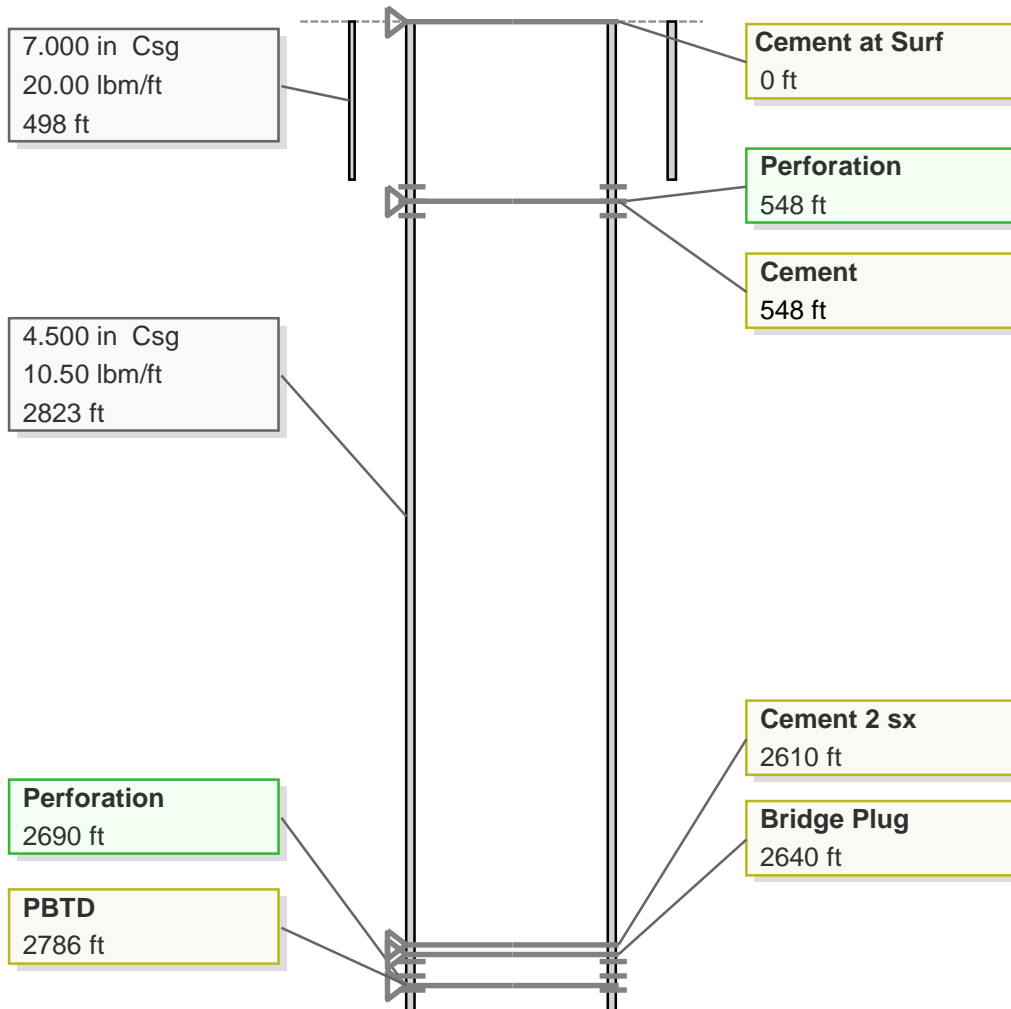 7.000 in  Csg
20.00 lbm/ft
498 ft
Cement at Surf
0 ft
Perforation
548 ft
Cement
548 ft
4.500 in  Csg
10.50 lbm/ft
2823 ft
Cement 2 sx
2610 ft
Perforation
2690 ft
Bridge Plug
2640 ft
PBTD
2786 ft